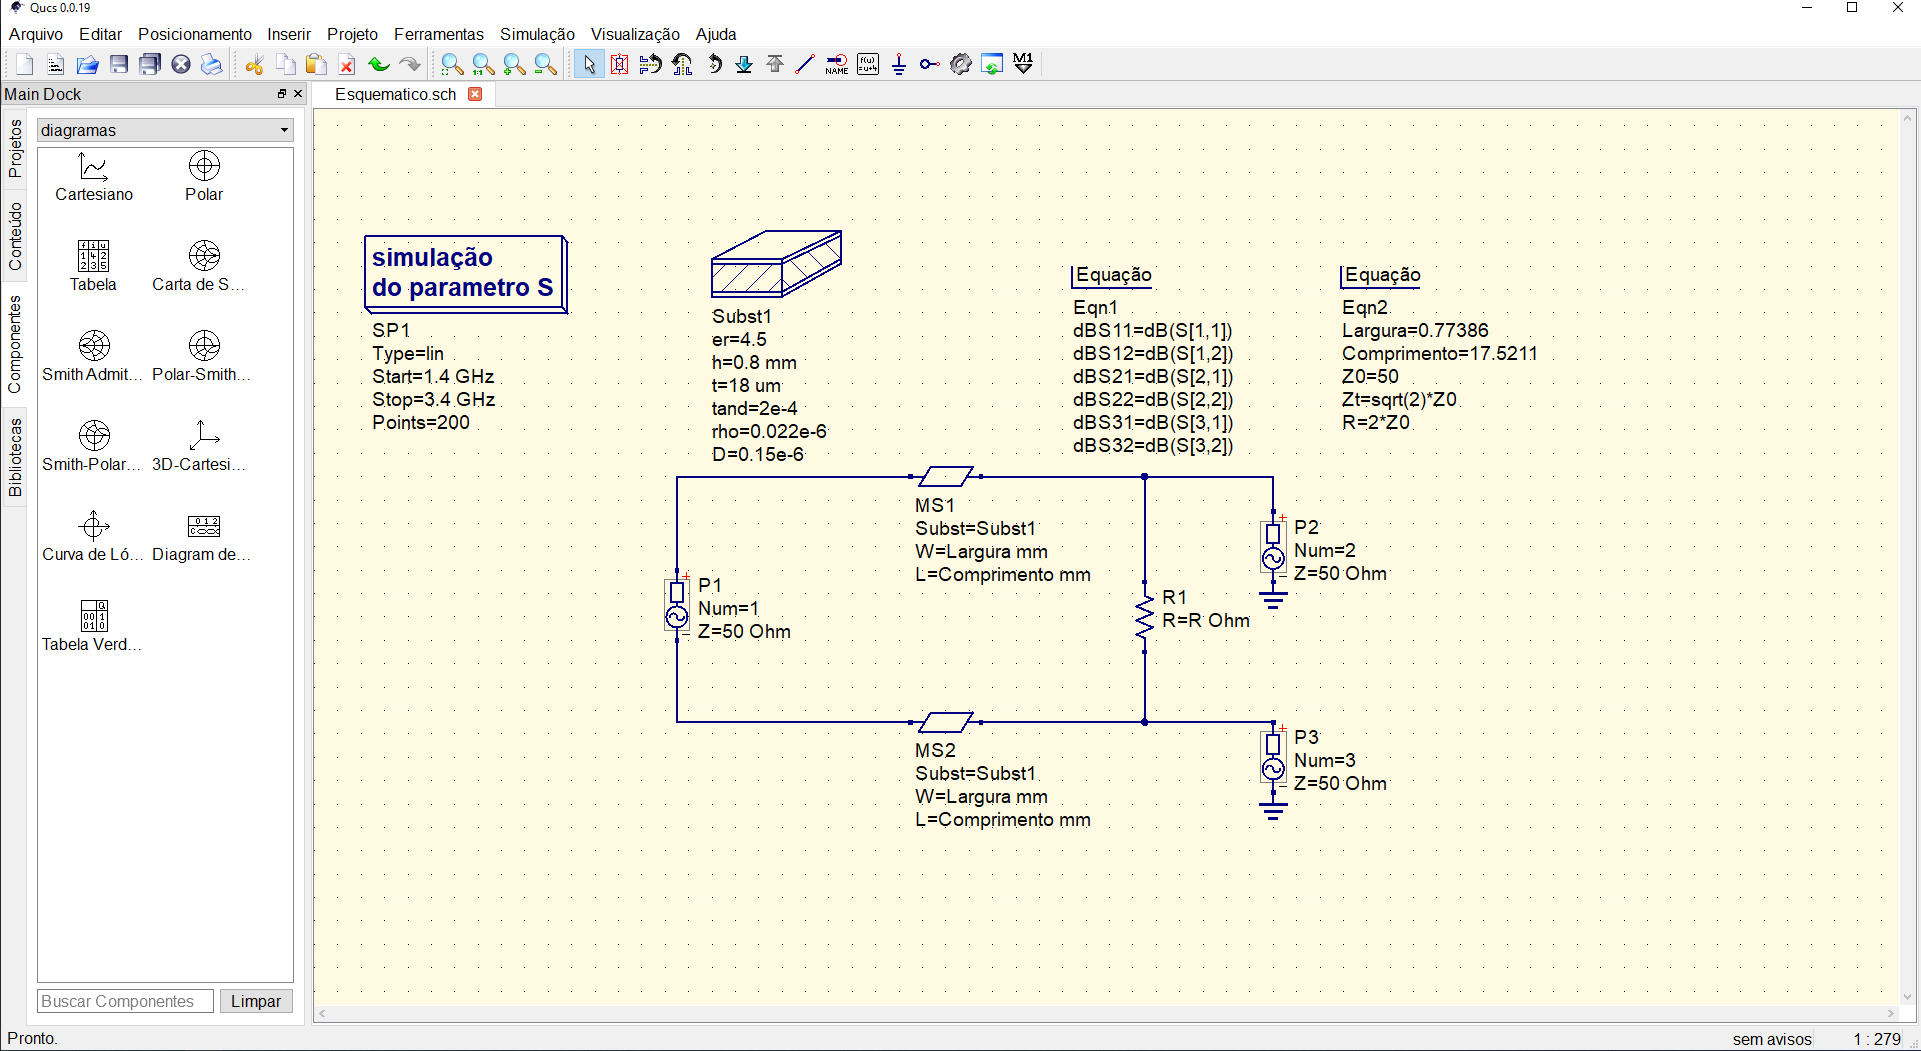 Qucs 0.0.19
Arquivo Editar Posicionamento Inserir Projeto Ferramentas Simulação Visualização Ajuda
1:1
NAME
f(u)
M1
Main Dock
Esquematico.sch
Projetos
Conteúdo
Componentes
Bibliotecas
diagramas
Cartesiano
Polar
Tabela
Carta de S...
Smith Admit...
Polar-Smith...
Smith-Polar...
3D-Cartesi...
Curva de Ló...
Diagram de...
Tabela Verd...
Buscar Componentes
Limpar
simulação
do parametro S
SP1
Type=lin
Start=1.4 GHz
Stop=3.4 GHz
Points=200
Subst1
er=4.5
h=0.8 mm
t=18 um
tand=2e-4
rho=0.022e-6
D=0.15e-6
Equação
Eqn1
dBS11=dB(S[1,1])
dBS12=dB(S[1,2])
dBS21=dB(S[2,1])
dBS22=dB(S[2,2])
dBS31=dB(S[3,1])
dBS32=dB(S[3,2])
Equação
Eqn2
Largura=0.77386
Comprimento=17.5211
Z0=50
Zt=sqrt(2)*Z0
R=2*Z0
MS1
Subst=Subst1
W=Largura mm
L=Comprimento mm
P1
Num=1
Z=50 Ohm
R1
R=R Ohm
P2
Num=2
Z=50 Ohm
MS2
Subst=Subst1
W=Largura mm
L=Comprimento mm
P3
Num=3
Z=50 Ohm
Pronto.
sem avisos
1 : 279